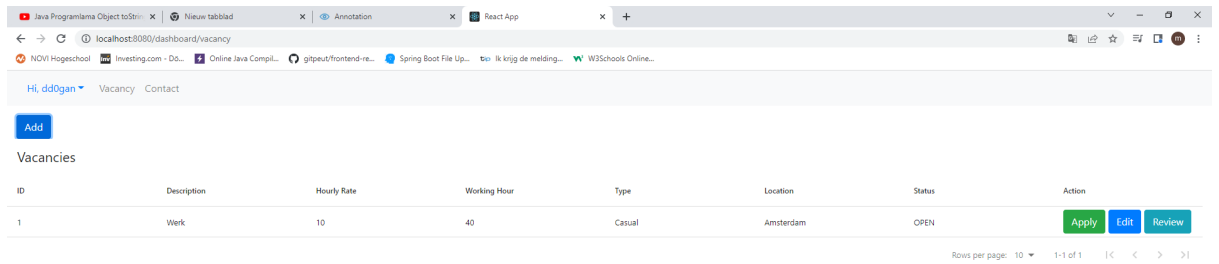 Java Programlama Object toString Nieuw tabblad Annotation React App
localhost:8080/dashboard/vacancy
NOVI Hogeschool Investing.com - Dö... Online Java Compil... gitpeut/frontend-re... Spring Boot File Up... Ik krijg de melding... W3Schools Online...
Hi, dd0gan Vacancy Contact
Add
Vacancies
ID Description Hourly Rate Working Hour Type Location Status Action
1 Werk 10 40 Casual Amsterdam OPEN Apply Edit Review
Rows per page: 10 1-1 of 1